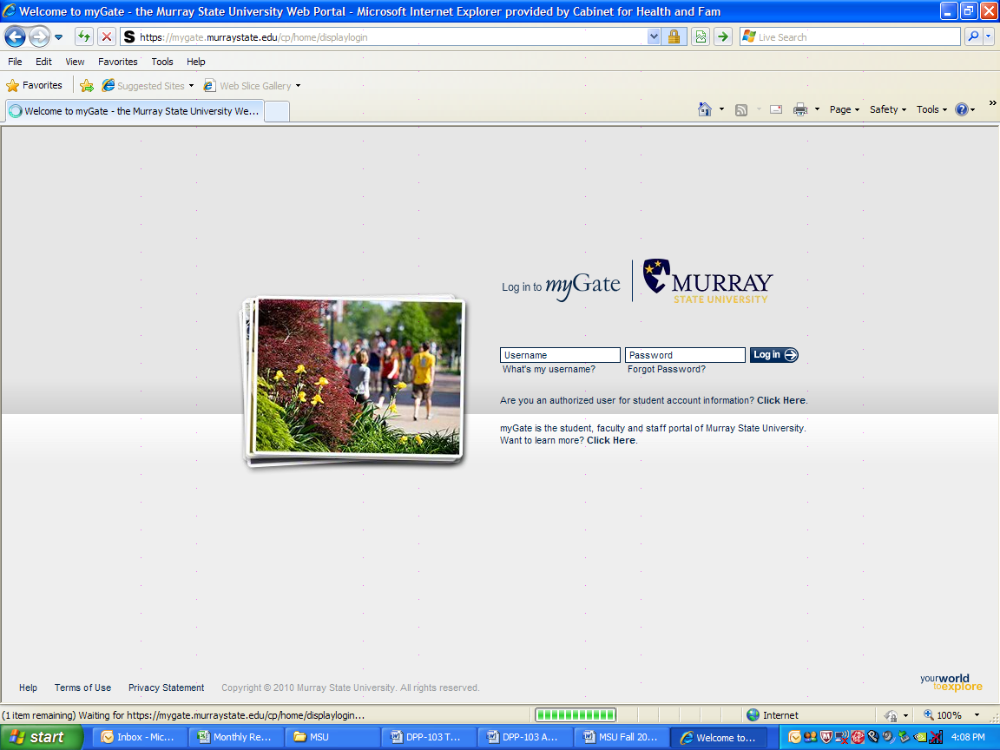 Welcome to myGate - the Murray State University Web Portal - Microsoft Internet Explorer provided by Cabinet for Health and Fam
https://mygate.murraystate.edu/cp/home/displaylogin
Live Search
File Edit View Favorites Tools Help
Favorites Suggested Sites Web Slice Gallery
Welcome to myGate - the Murray State University We...
Page Safety Tools
Log in to myGate
MURRAY
STATE UNIVERSITY
Username Password Log in
What's my username? Forgot Password?
Are you an authorized user for student account information? Click Here.
myGate is the student, faculty and staff portal of Murray State University.
Want to learn more? Click Here.
yourworld
toexplore
Help Terms of Use Privacy Statement Copyright © 2010 Murray State University. All rights reserved.
(1 item remaining) Waiting for https://mygate.murraystate.edu/cp/home/displaylogin... Internet 100%
start Inbox - Mic... Monthly Re... MSU DPP-103 T... DPP-103 A... MSU Fall 20... Welcome to... 4:08 PM